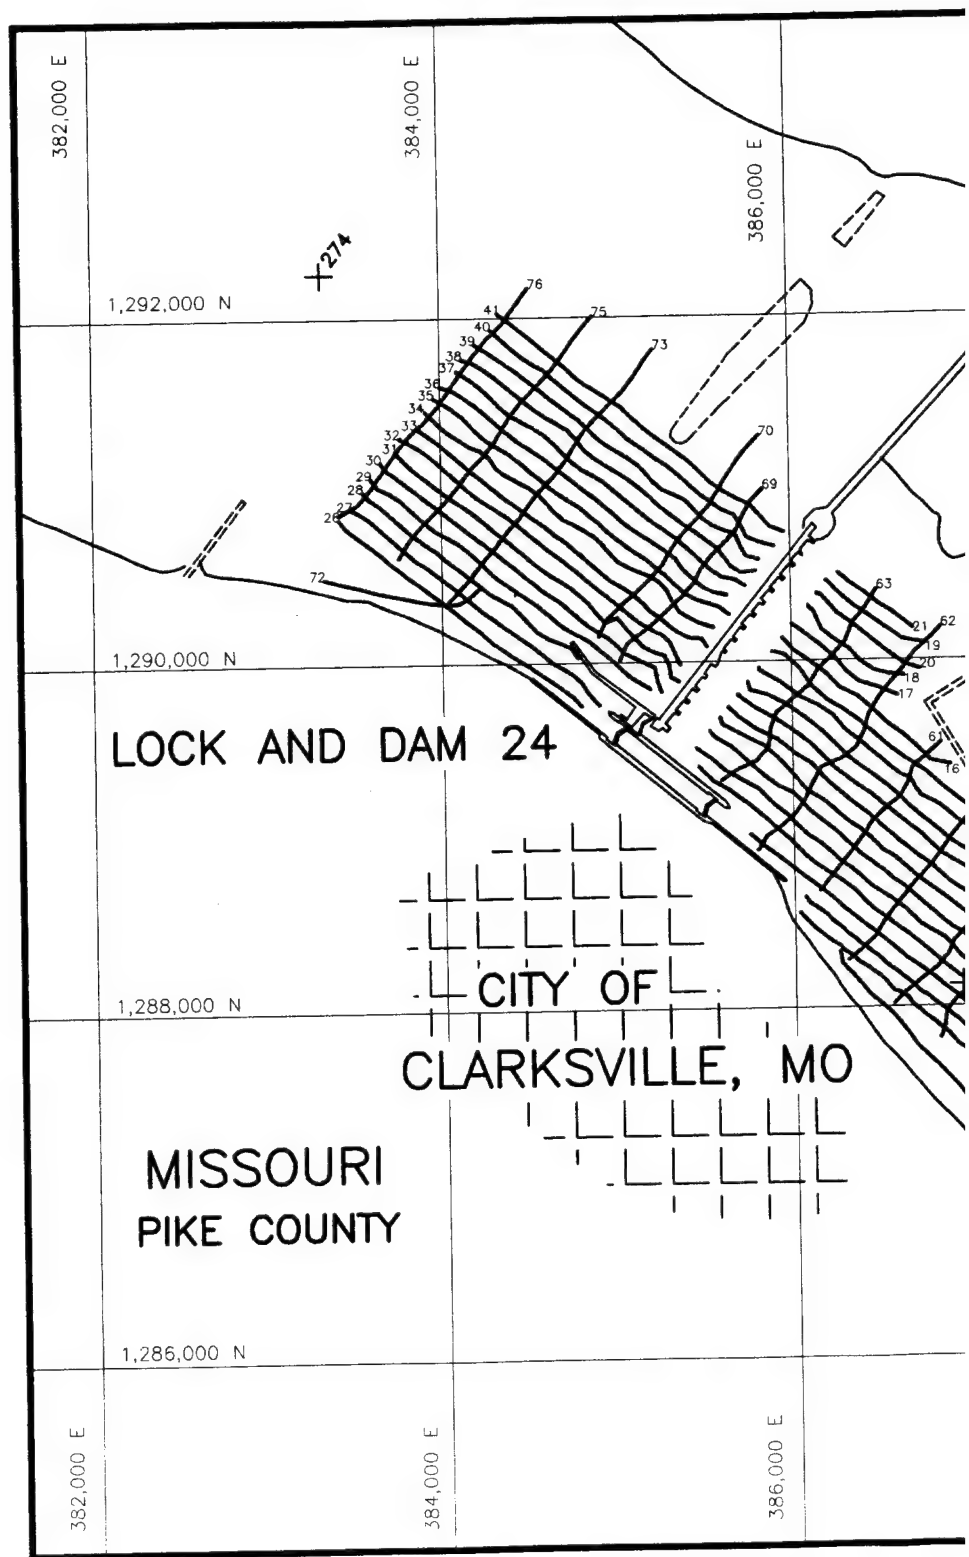 382,000 E
384,000 E
386,000 E
274
1,292,000 N
76
41
75
40
39
73
38
37
36
35
34
33
32
31
30
29
28
27
26
70
69
72
63
21
62
19
20
18
17
1,290,000 N
61
16
LOCK AND DAM 24
CITY OF
1,288,000 N
CLARKSVILLE, MO
MISSOURI
PIKE COUNTY
1,286,000 N
382,000 E
384,000 E
386,000 E